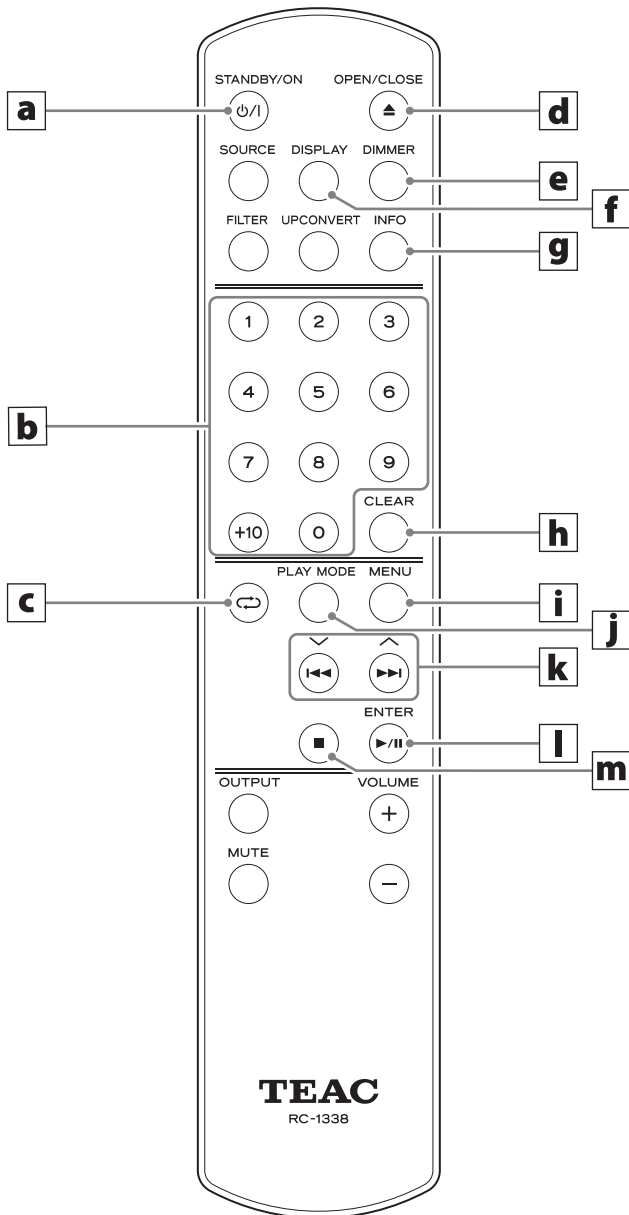 STANDBY/ON OPEN/CLOSE
a ⏻/I ⏏ d
SOURCE DISPLAY DIMMER
e
f
FILTER UPCONVERT INFO
g
1 2 3
4 5 6
b
7 8 9
CLEAR
+10 0
h
PLAY MODE MENU
c
i
j
k
ENTER
▶/II
l
m
OUTPUT VOLUME
+
MUTE
−
TEAC
RC-1338